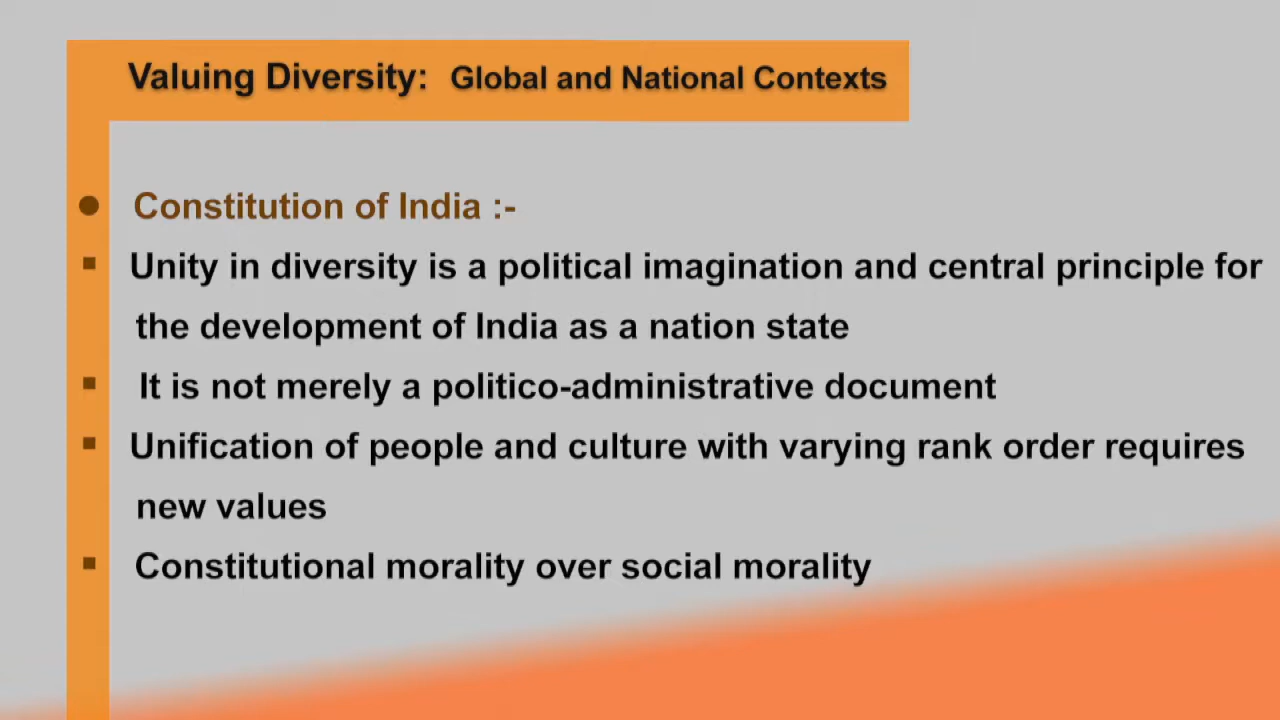 Valuing Diversity: Global and National Contexts
● Constitution of India :-
▪ Unity in diversity is a political imagination and central principle for
the development of India as a nation state
▪ It is not merely a politico-administrative document
▪ Unification of people and culture with varying rank order requires
new values
▪ Constitutional morality over social morality